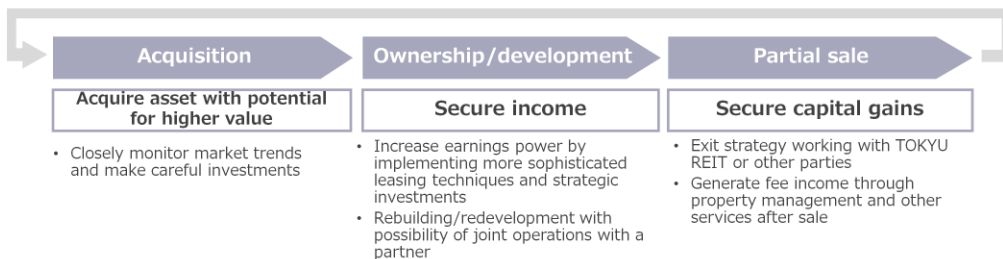 Acquisition
Acquire asset with potential
for higher value
• Closely monitor market trends
and make careful investments
Ownership/development
Secure income
• Increase earnings power by
implementing more sophisticated
leasing techniques and strategic
investments
• Rebuilding/redevelopment with
possibility of joint operations with a
partner
Partial sale
Secure capital gains
• Exit strategy working with TOKYU
REIT or other parties
• Generate fee income through
property management and other
services after sale